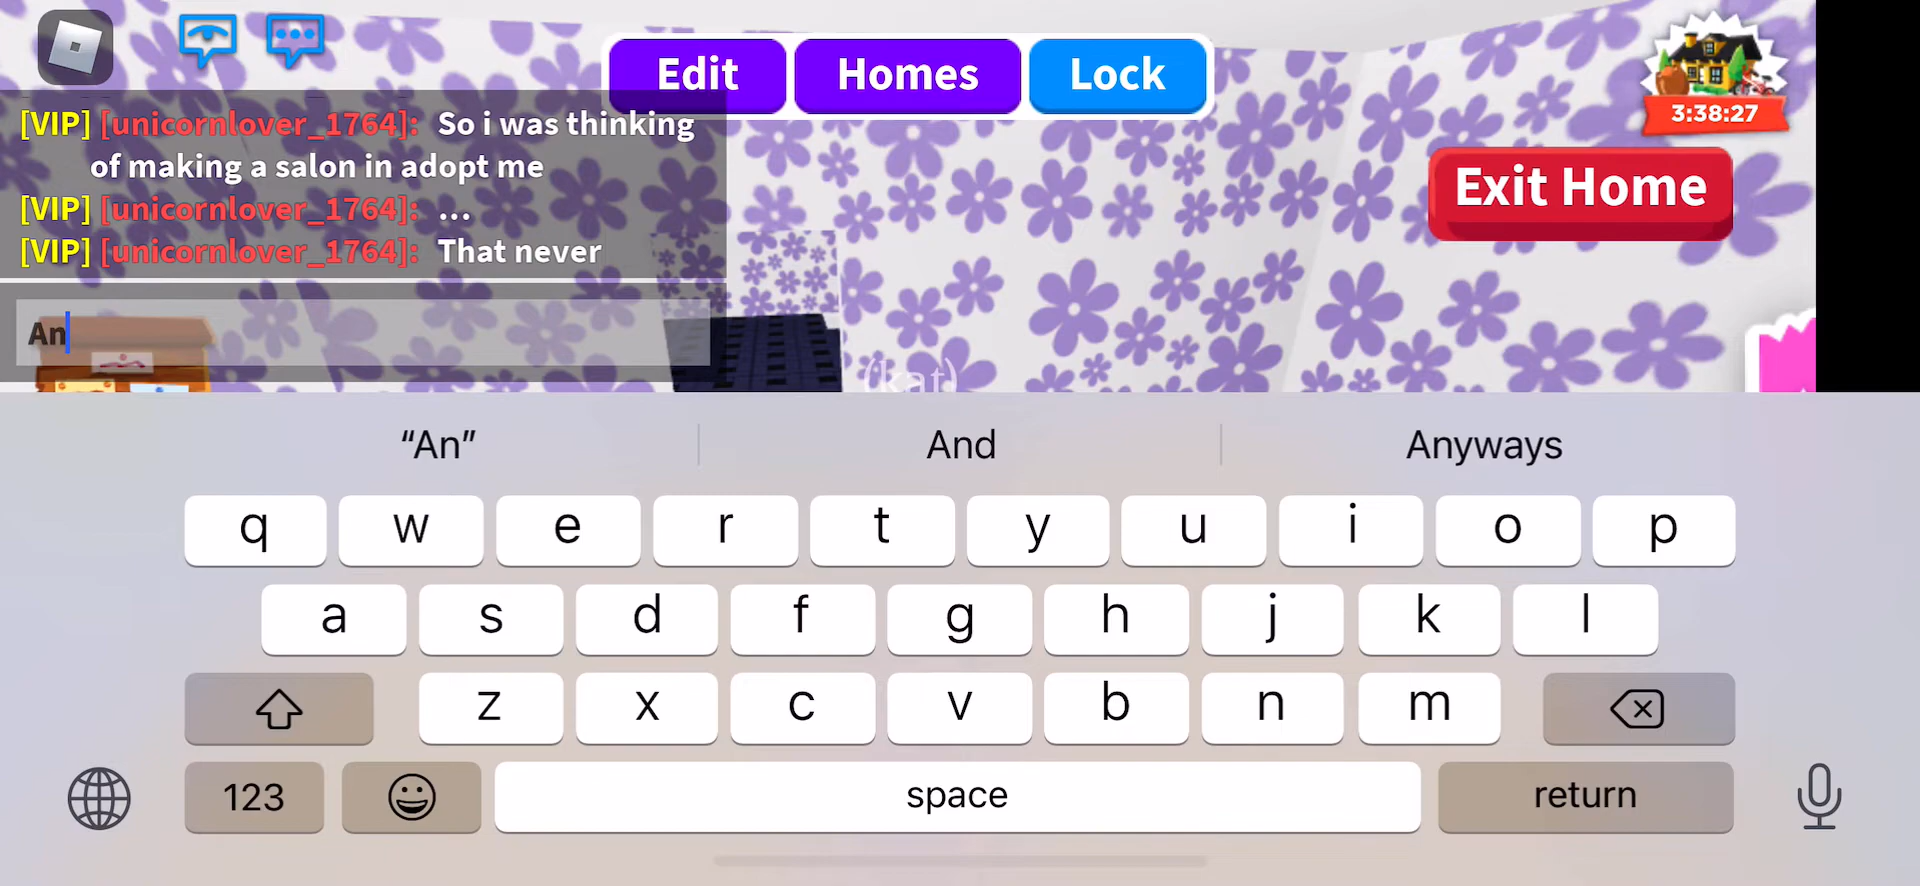 Edit Homes Lock
3:38:27
Exit Home
[VIP] [unicornlover_1764]: So i was thinking
of making a salon in adopt me
[VIP] [unicornlover_1764]: ...
[VIP] [unicornlover_1764]: That never
An
(kat)
“An” And Anyways
q w e r t y u i o p
a s d f g h j k l
z x c v b n m
123 space return